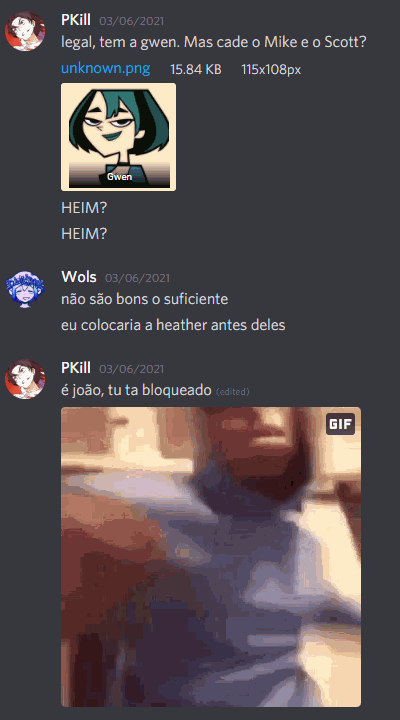 PKill 03/06/2021
legal, tem a gwen. Mas cade o Mike e o Scott?
unknown.png 15.84 KB 115x108px
Gwen
HEIM?
HEIM?
Wols 03/06/2021
não são bons o suficiente
eu colocaria a heather antes deles
PKill 03/06/2021
é joão, tu ta bloqueado (edited)
GIF